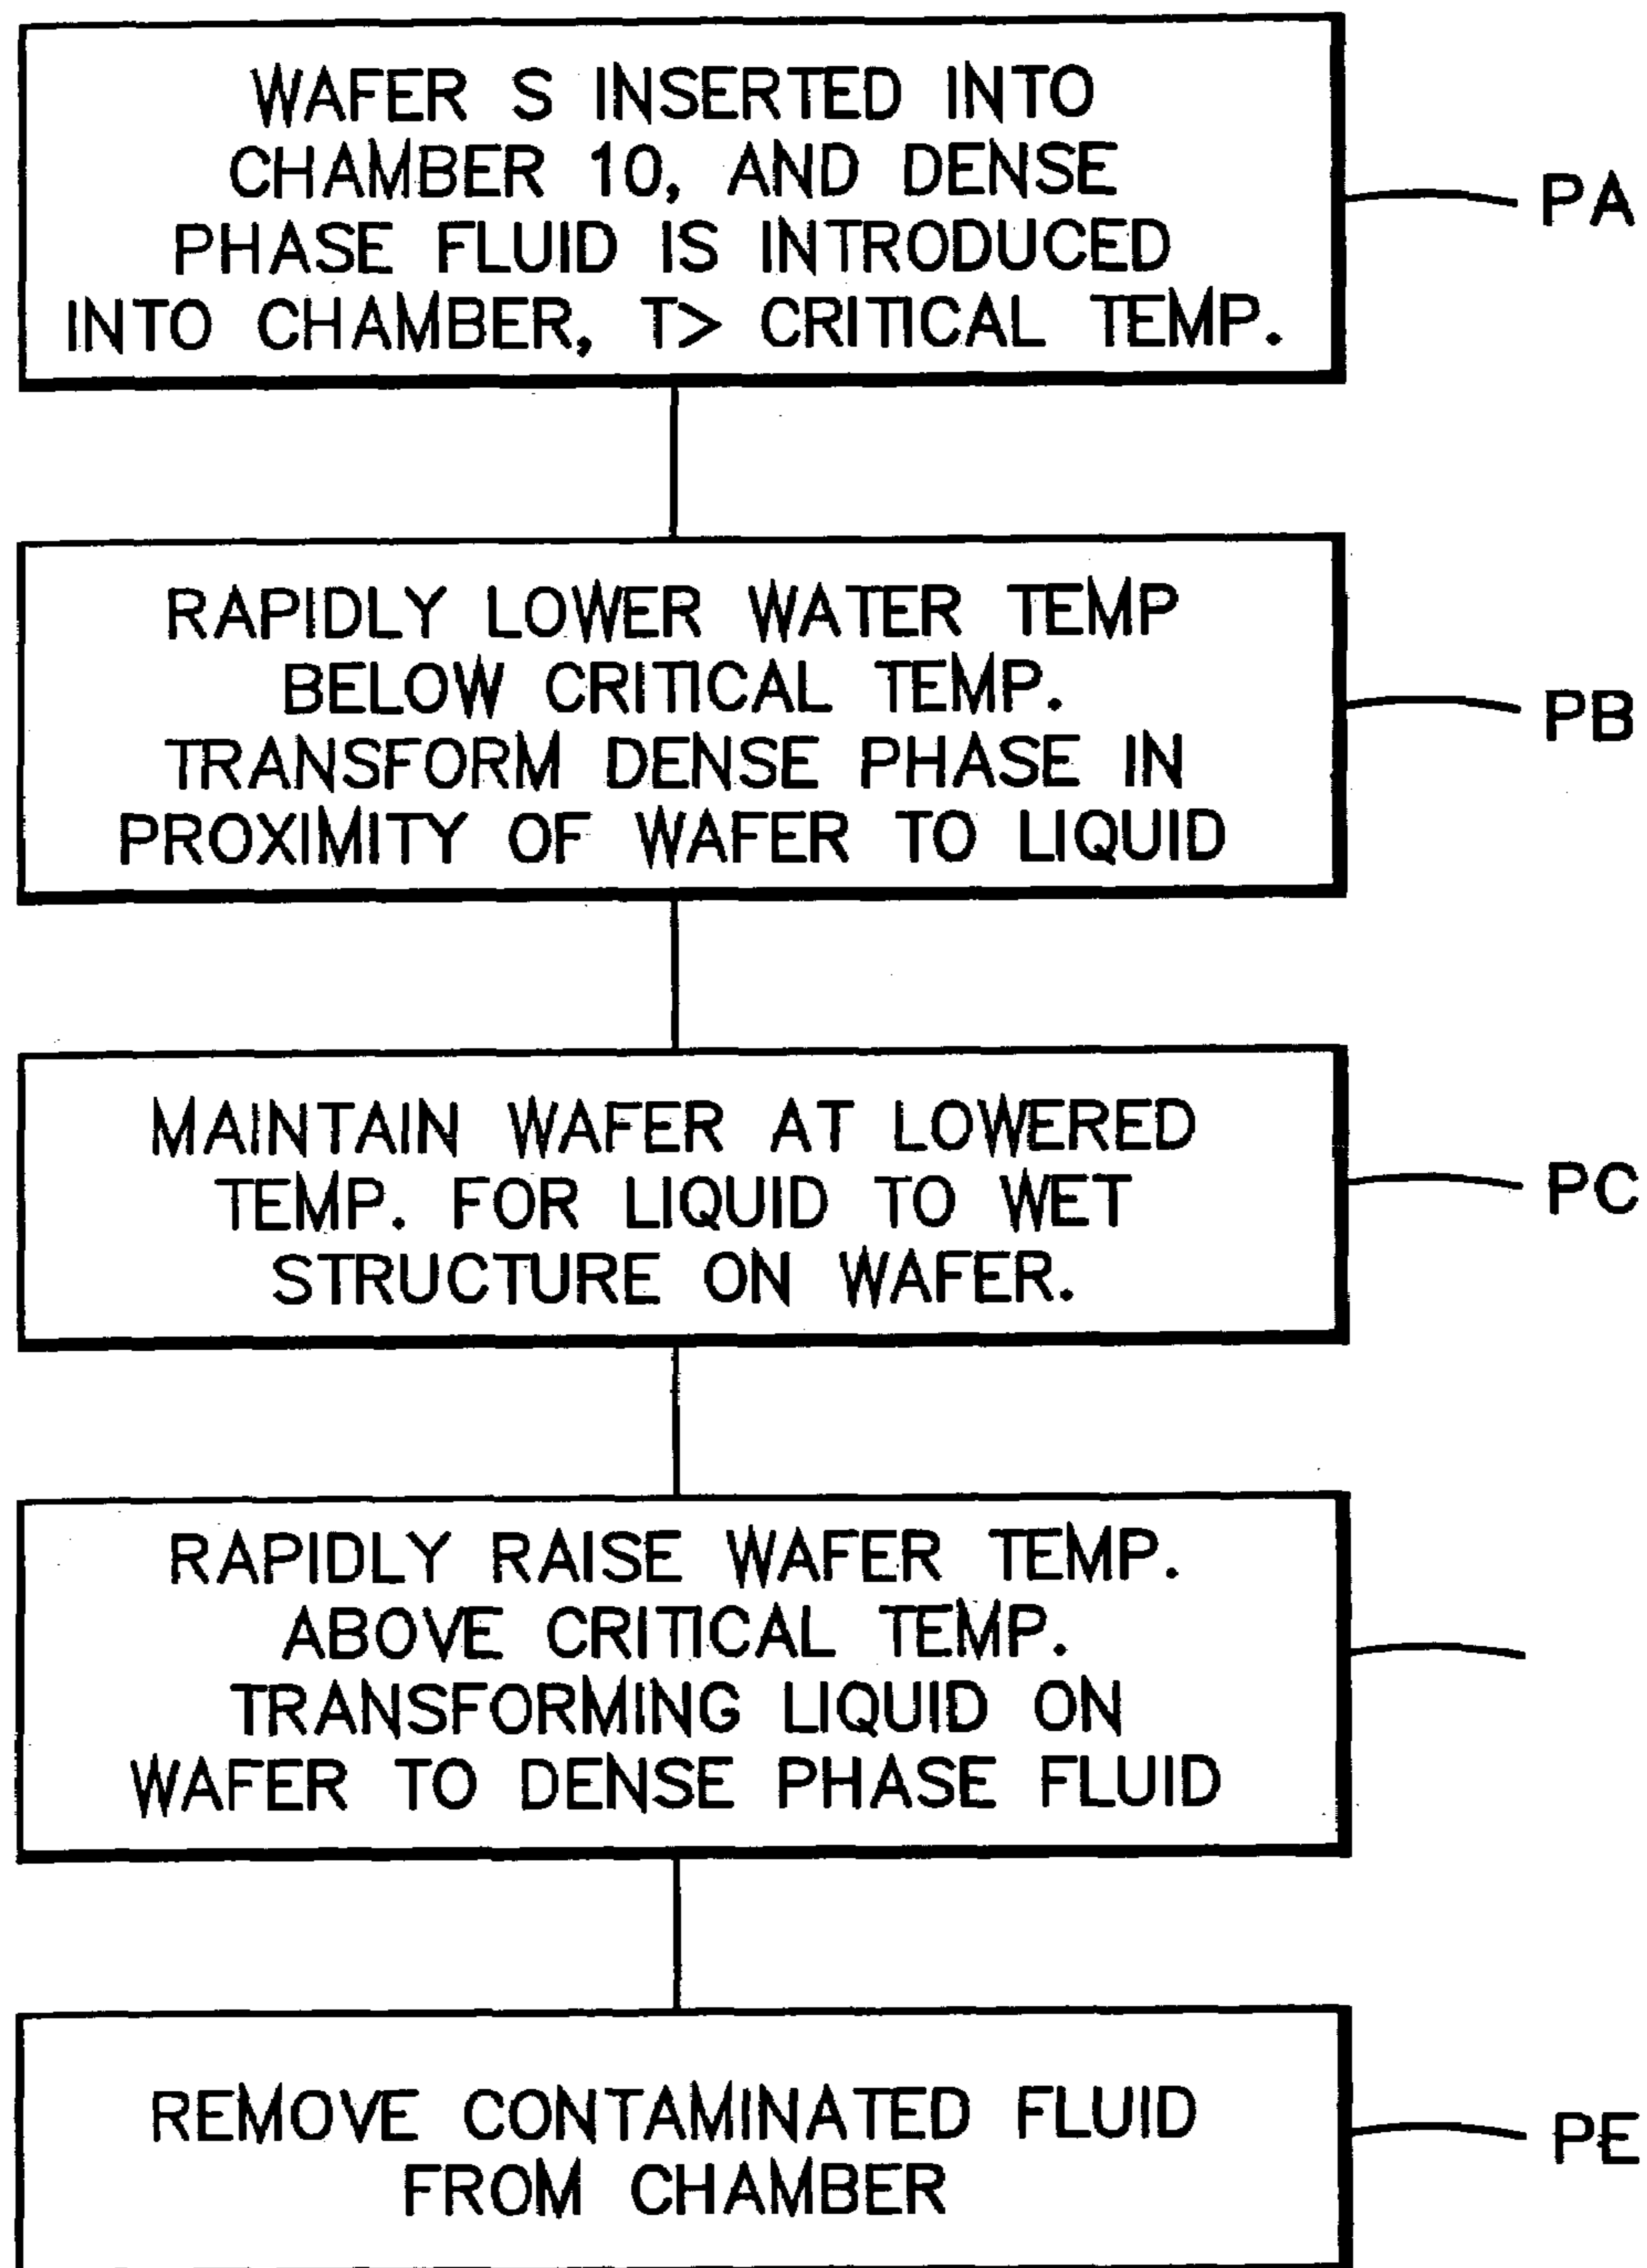 WAFER S INSERTED INTO
CHAMBER 10, AND DENSE
PHASE FLUID IS INTRODUCED
INTO CHAMBER, T> CRITICAL TEMP.
PA
RAPIDLY LOWER WATER TEMP
BELOW CRITICAL TEMP.
TRANSFORM DENSE PHASE IN
PROXIMITY OF WAFER TO LIQUID
PB
MAINTAIN WAFER AT LOWERED
TEMP. FOR LIQUID TO WET
STRUCTURE ON WAFER.
PC
RAPIDLY RAISE WAFER TEMP.
ABOVE CRITICAL TEMP.
TRANSFORMING LIQUID ON
WAFER TO DENSE PHASE FLUID
REMOVE CONTAMINATED FLUID
FROM CHAMBER
PE